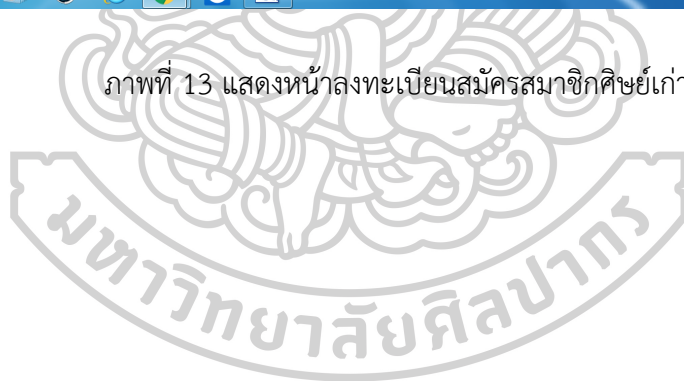 ภาพที่ 13 แสดงหน้าลงทะเบียนสมัครสมาชิกศิษย์เก่า
มหาวิทยาลัยศิลปากร